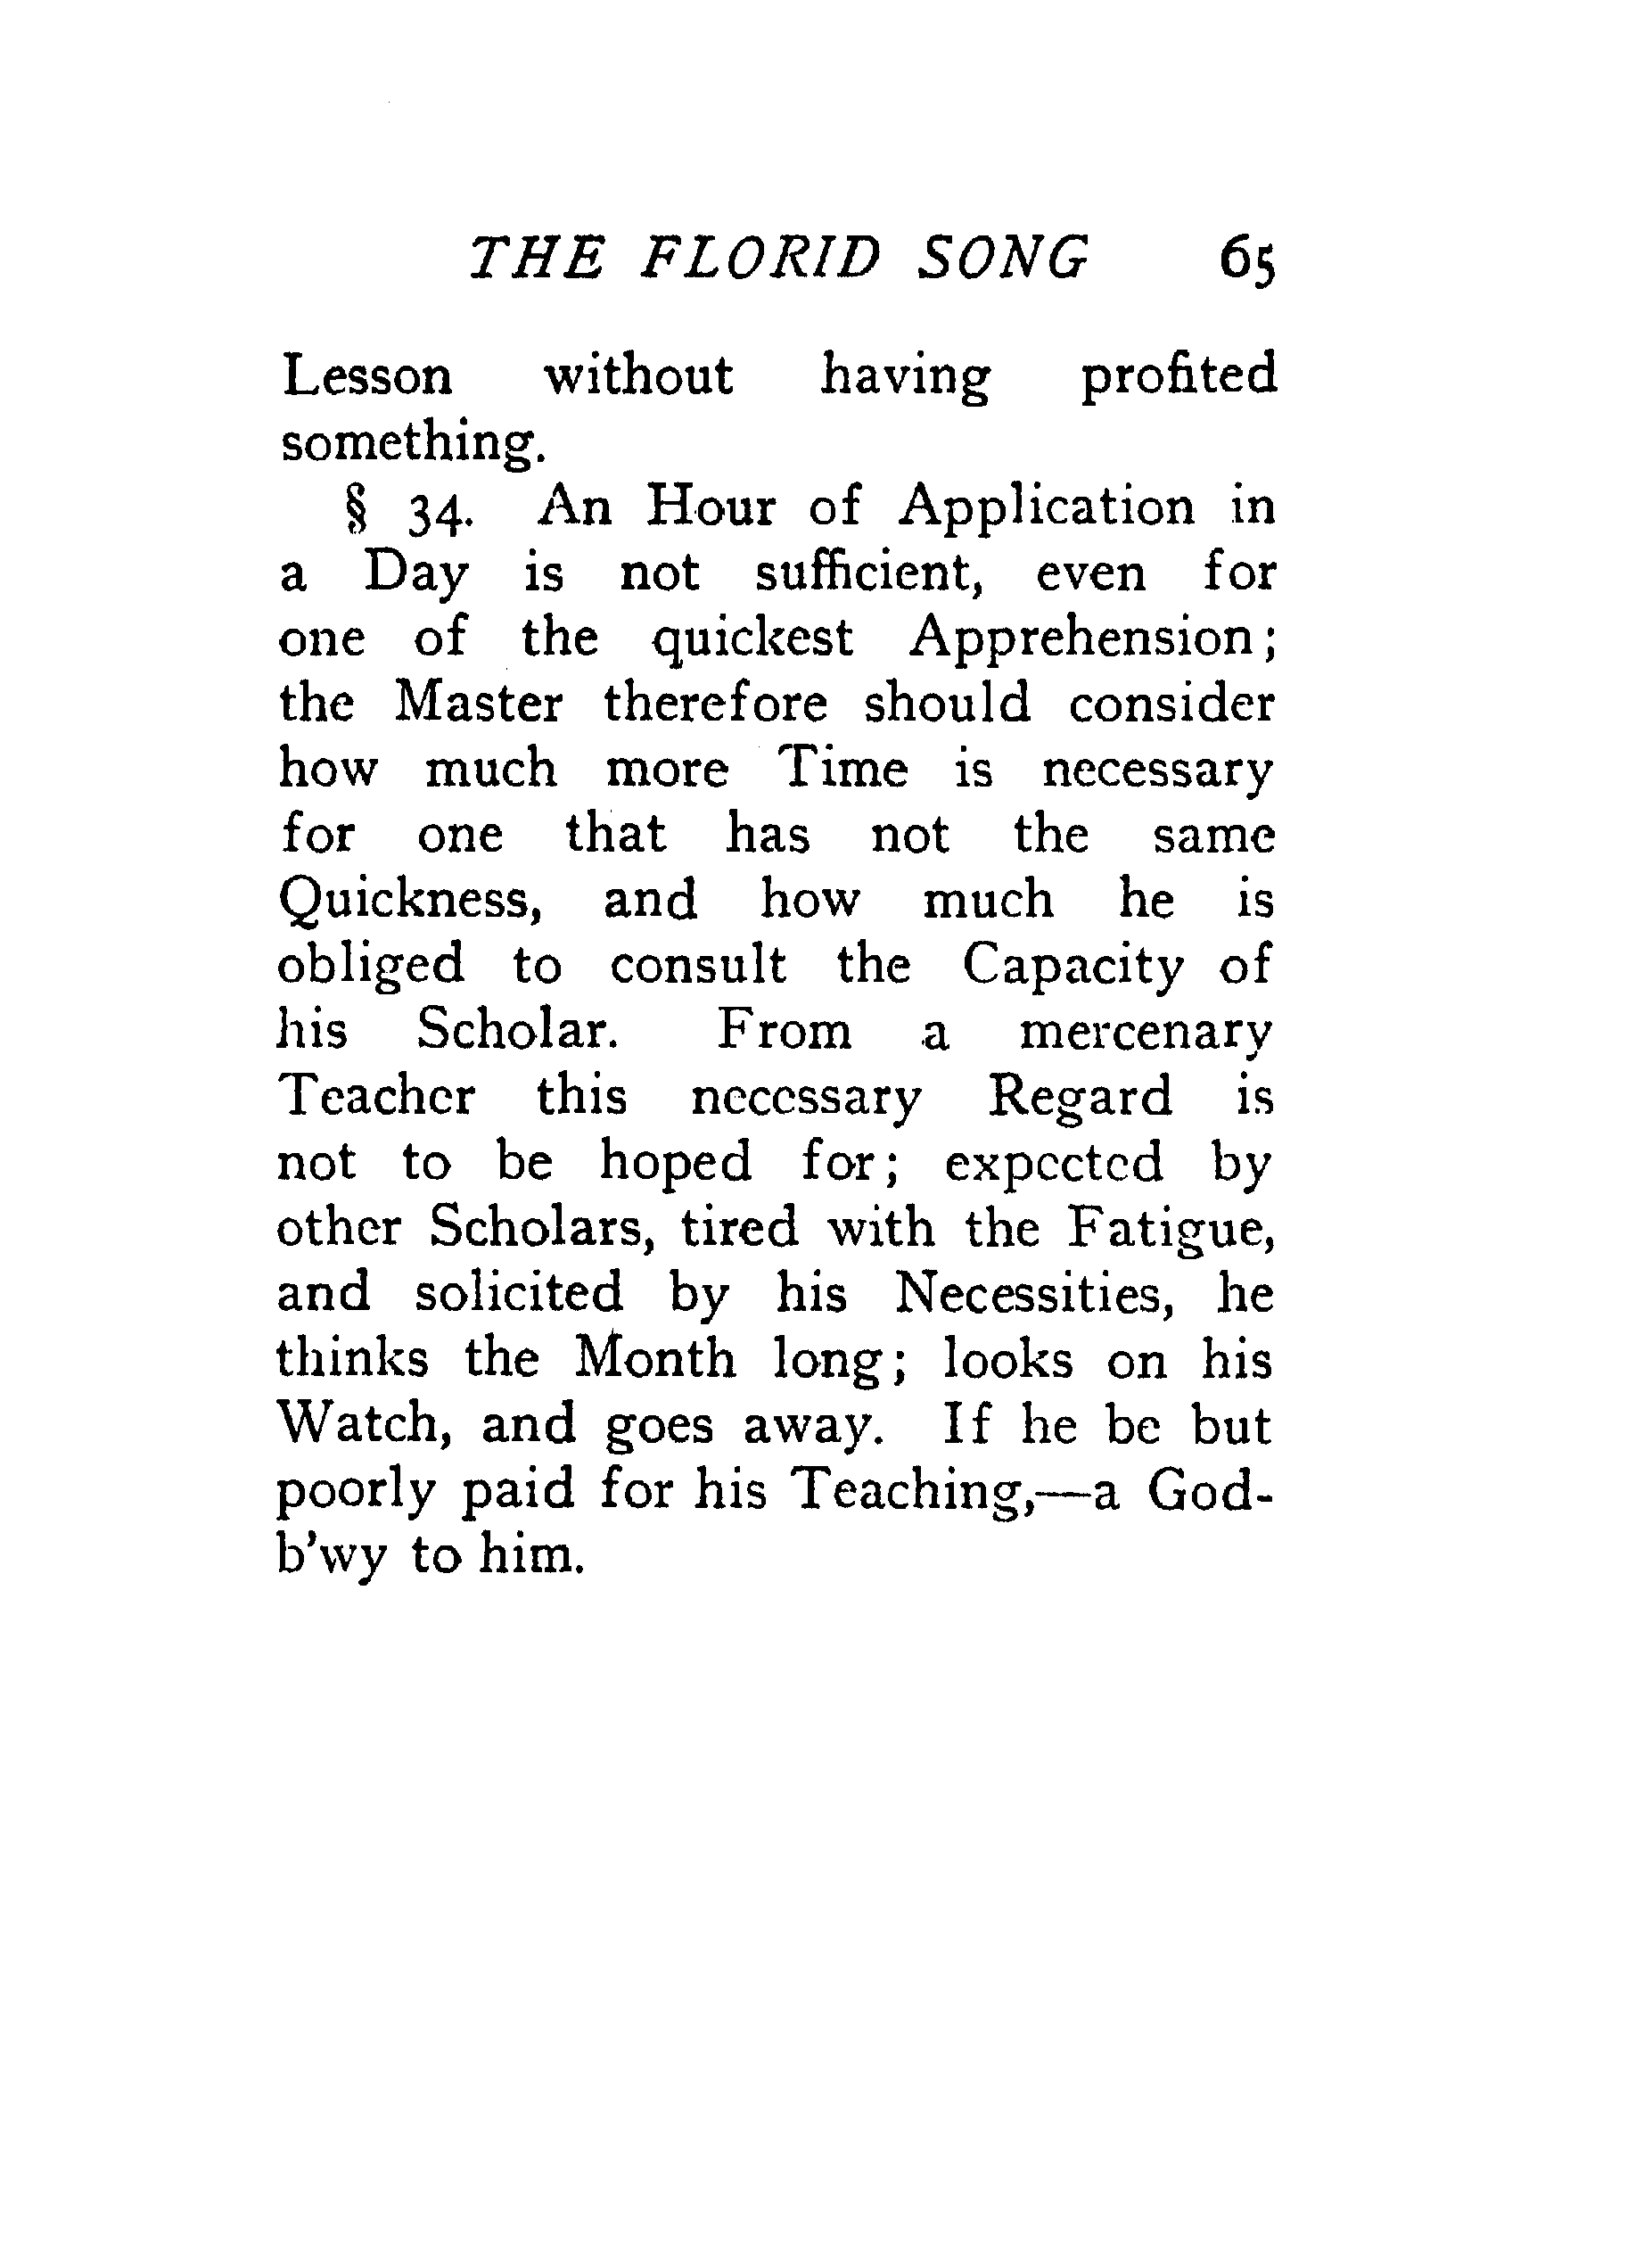 THE FLORID SONG 65
Lesson without having profited
something.
§ 34. An Hour of Application in
a Day is not sufficient, even for
one of the quickest Apprehension;
the Master therefore should consider
how much more Time is necessary
for one that has not the same
Quickness, and how much he is
obliged to consult the Capacity of
his Scholar. From a mercenary
Teacher this necessary Regard is
not to be hoped for; expected by
other Scholars, tired with the Fatigue,
and solicited by his Necessities, he
thinks the Month long; looks on his
Watch, and goes away. If he be but
poorly paid for his Teaching,—a God-
b'wy to him.